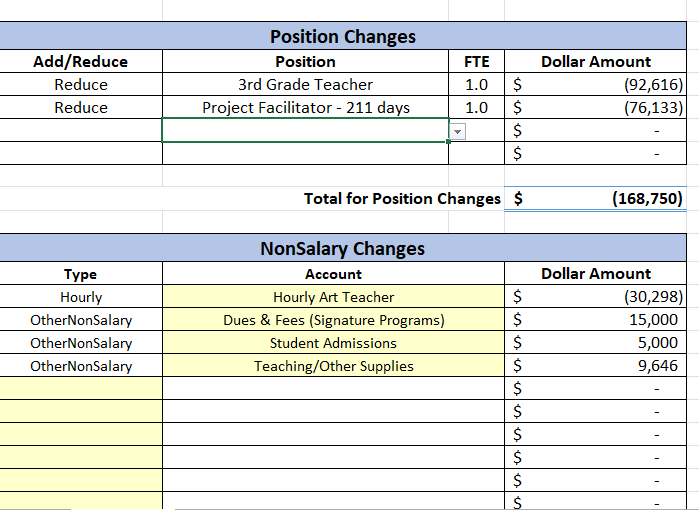 Position Changes
Add/Reduce Position FTE Dollar Amount
Reduce 3rd Grade Teacher 1.0 $ (92,616)
Reduce Project Facilitator - 211 days 1.0 $ (76,133)
$ -
$ -
Total for Position Changes $ (168,750)
NonSalary Changes
Type Account Dollar Amount
Hourly Hourly Art Teacher $ (30,298)
OtherNonSalary Dues & Fees (Signature Programs) $ 15,000
OtherNonSalary Student Admissions $ 5,000
OtherNonSalary Teaching/Other Supplies $ 9,646
$ -
$ -
$ -
$ -
$ -
$ -